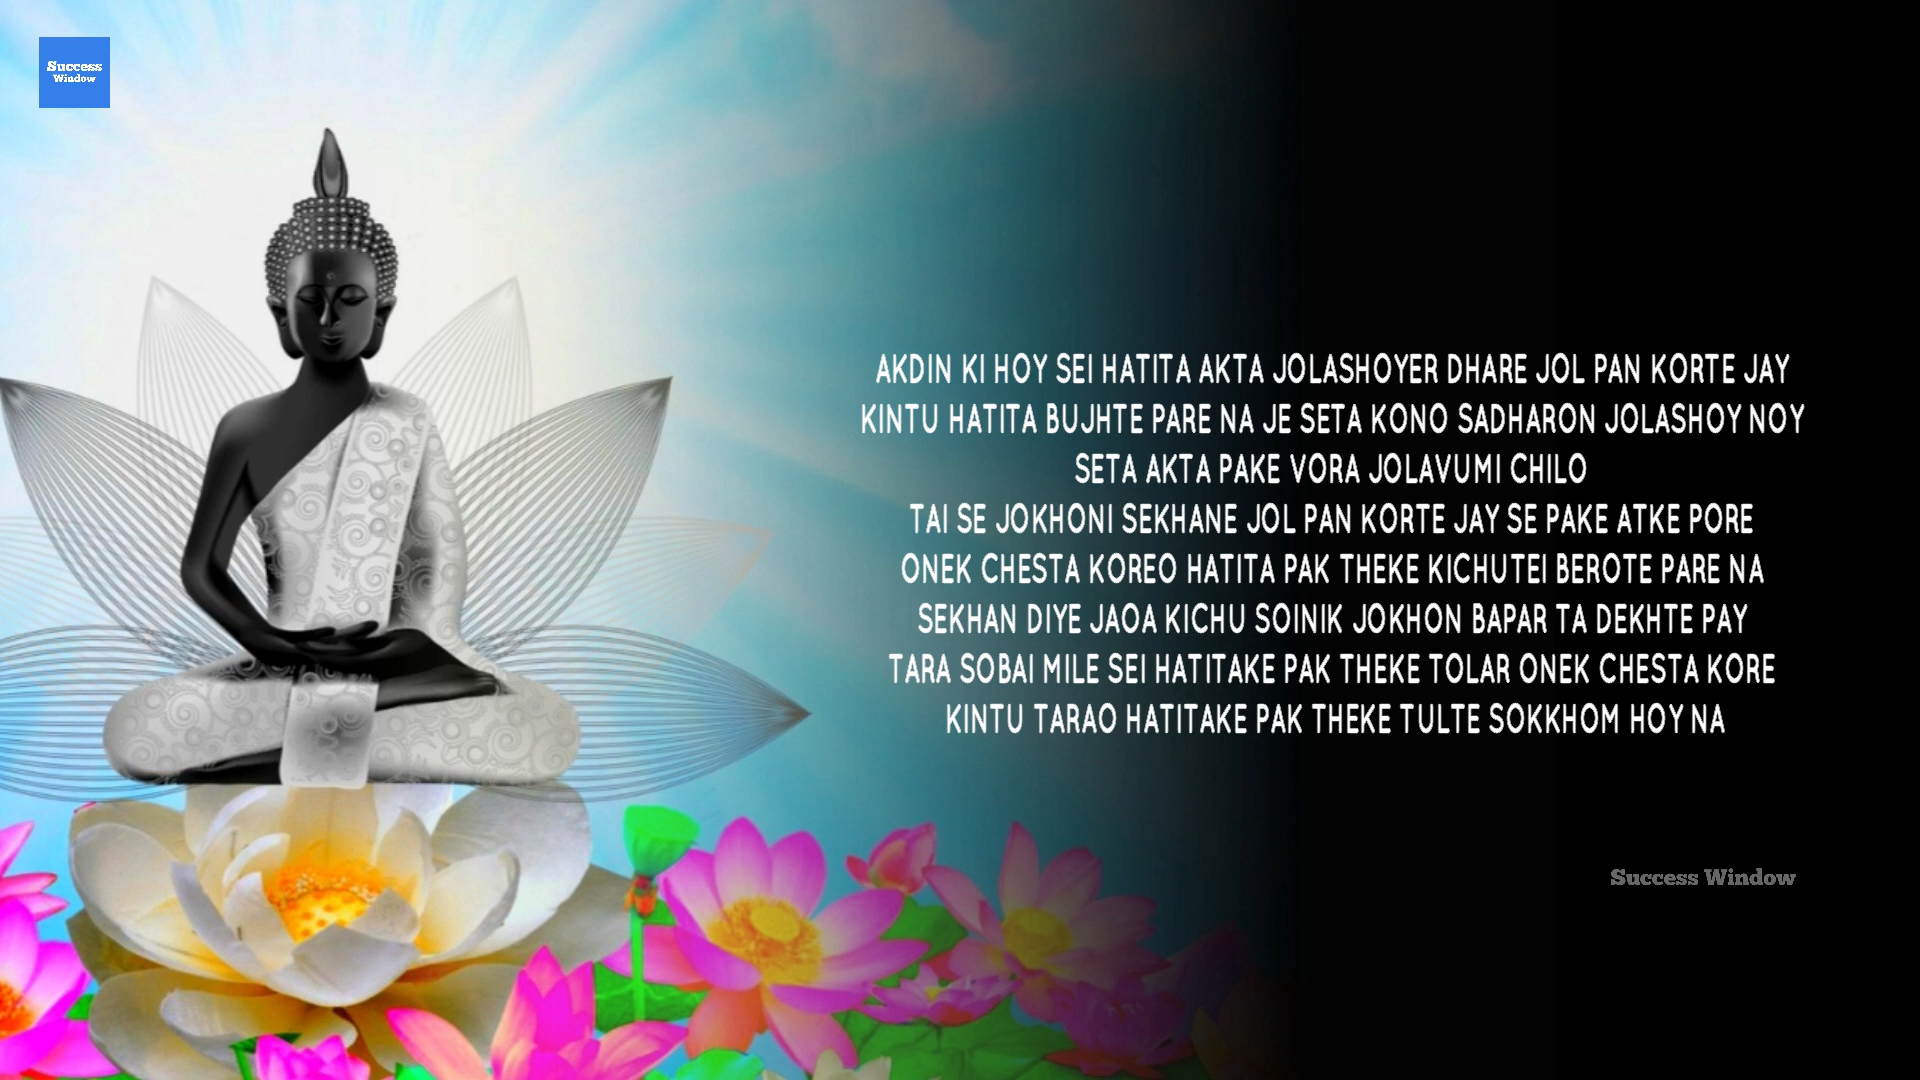 Success
Window
AKDIN KI HOY SEI HATITA AKTA JOLASHOYER DHARE JOL PAN KORTE JAY
KINTU HATITA BUJHTE PARE NA JE SETA KONO SADHARON JOLASHOY NOY
SETA AKTA PAKE VORA JOLAVUMI CHILO
TAI SE JOKHONI SEKHANE JOL PAN KORTE JAY SE PAKE ATKE PORE
ONEK CHESTA KOREO HATITA PAK THEKE KICHUTEI BEROTE PARE NA
SEKHAN DIYE JAOA KICHU SOINIK JOKHON BAPAR TA DEKHTE PAY
TARA SOBAI MILE SEI HATITAKE PAK THEKE TOLAR ONEK CHESTA KORE
KINTU TARAO HATITAKE PAK THEKE TULTE SOKKHOM HOY NA
Success Window